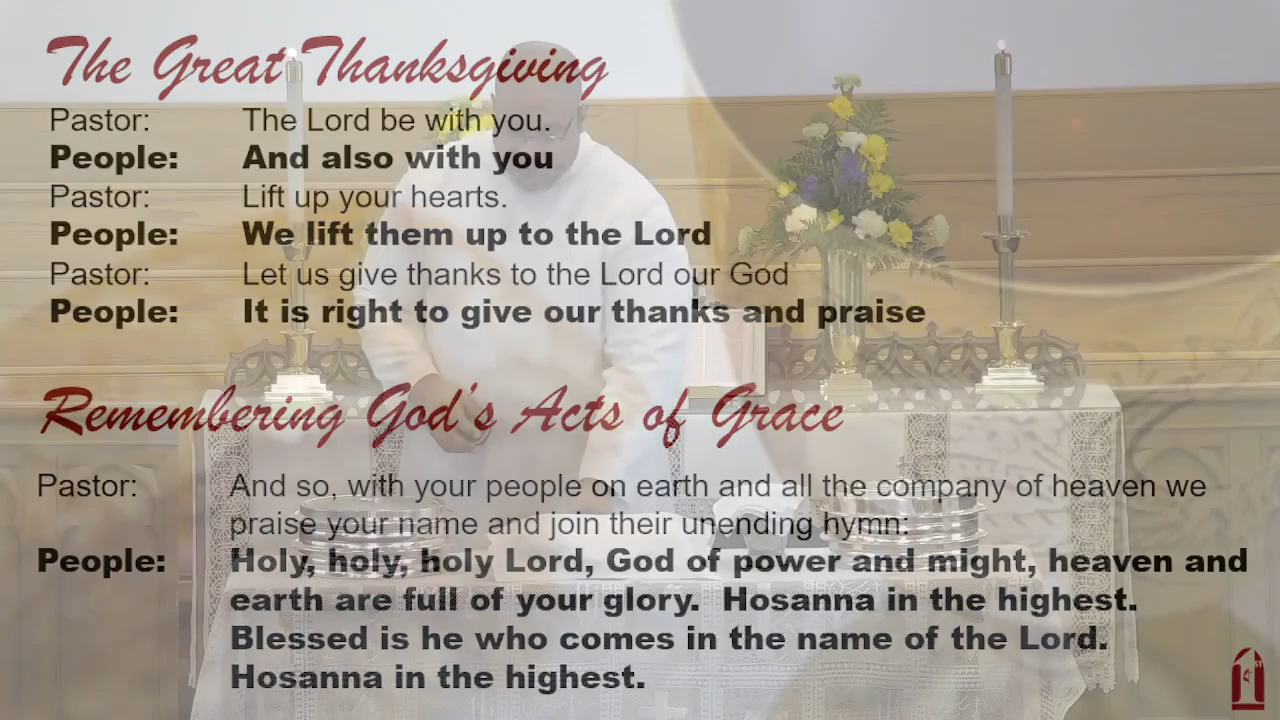 The Great Thanksgiving
Pastor: The Lord be with you.
People: And also with you
Pastor: Lift up your hearts.
People: We lift them up to the Lord
Pastor: Let us give thanks to the Lord our God
People: It is right to give our thanks and praise
Remembering God's Acts of Grace
Pastor: And so, with your people on earth and all the company of heaven we
praise your name and join their unending hymn:
People: Holy, holy, holy Lord, God of power and might, heaven and
earth are full of your glory. Hosanna in the highest.
Blessed is he who comes in the name of the Lord.
Hosanna in the highest.